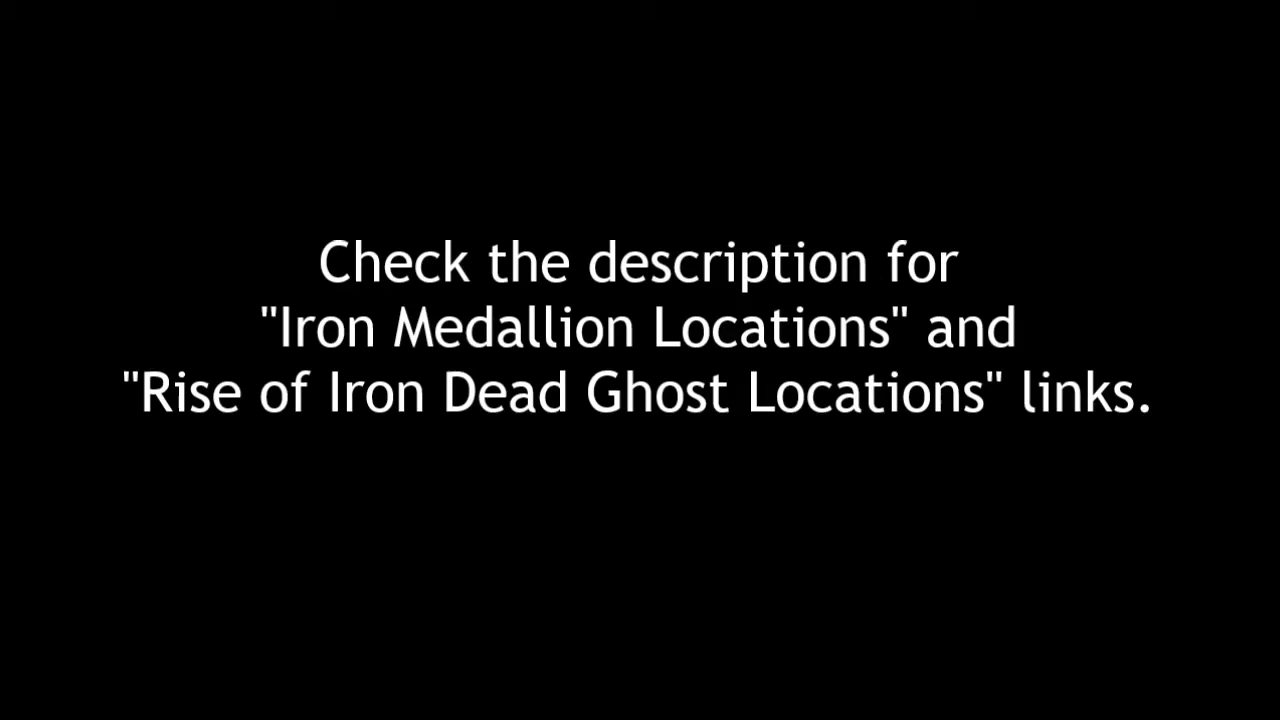 Check the description for
"Iron Medallion Locations" and
"Rise of Iron Dead Ghost Locations" links.